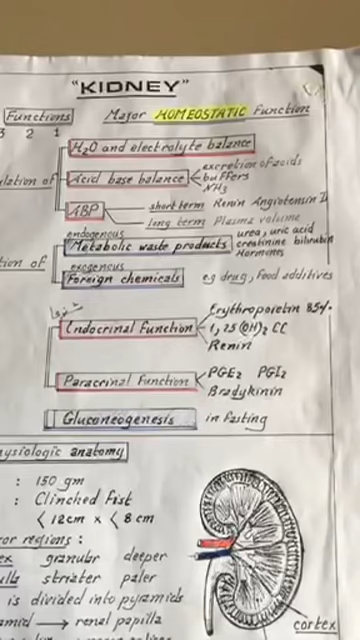 "KIDNEY"
Functions Major HOMEOSTATIC Function
3 2 1
H₂O and electrolyte balance
excretion of acids
ulation of Acid base balance buffers
NH₃
ABP short term Renin Angiotensin II
long term Plasma volume
endogenous urea, uric acid
Metabolic waste products creatinine bilirubin
Hormones
tion of exogenous
Foreign chemicals e.g drug, Food additives
Erythropoietin 85%
Endocrinal Function 1, 25 (OH)₂ CC
Renin
Paracrinal Function PGE₂ PGI₂
Bradykinin
Gluconeogenesis in fasting
ysiologic anatomy
: 150 gm
: Clinched Fist
< 12cm x < 8 cm
or regions :
ex granular deeper
ulla striater paler
is divided into pyramids
amid → renal papilla
cortex